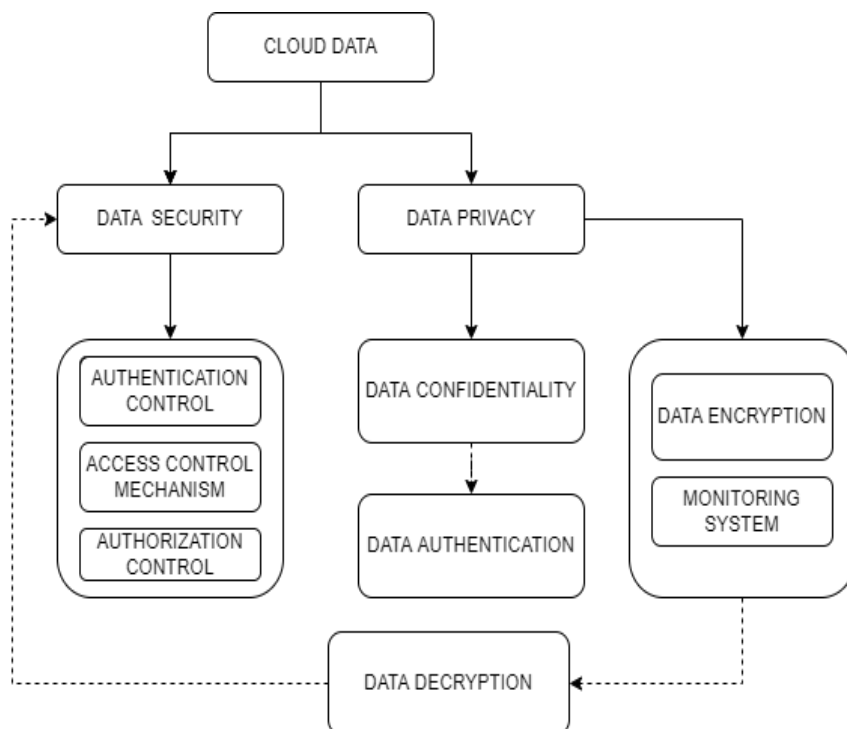 CLOUD DATA
DATA SECURITY
DATA PRIVACY
AUTHENTICATION
CONTROL
ACCESS CONTROL
MECHANISM
AUTHORIZATION
CONTROL
DATA CONFIDENTIALITY
DATA AUTHENTICATION
DATA ENCRYPTION
MONITORING
SYSTEM
DATA DECRYPTION